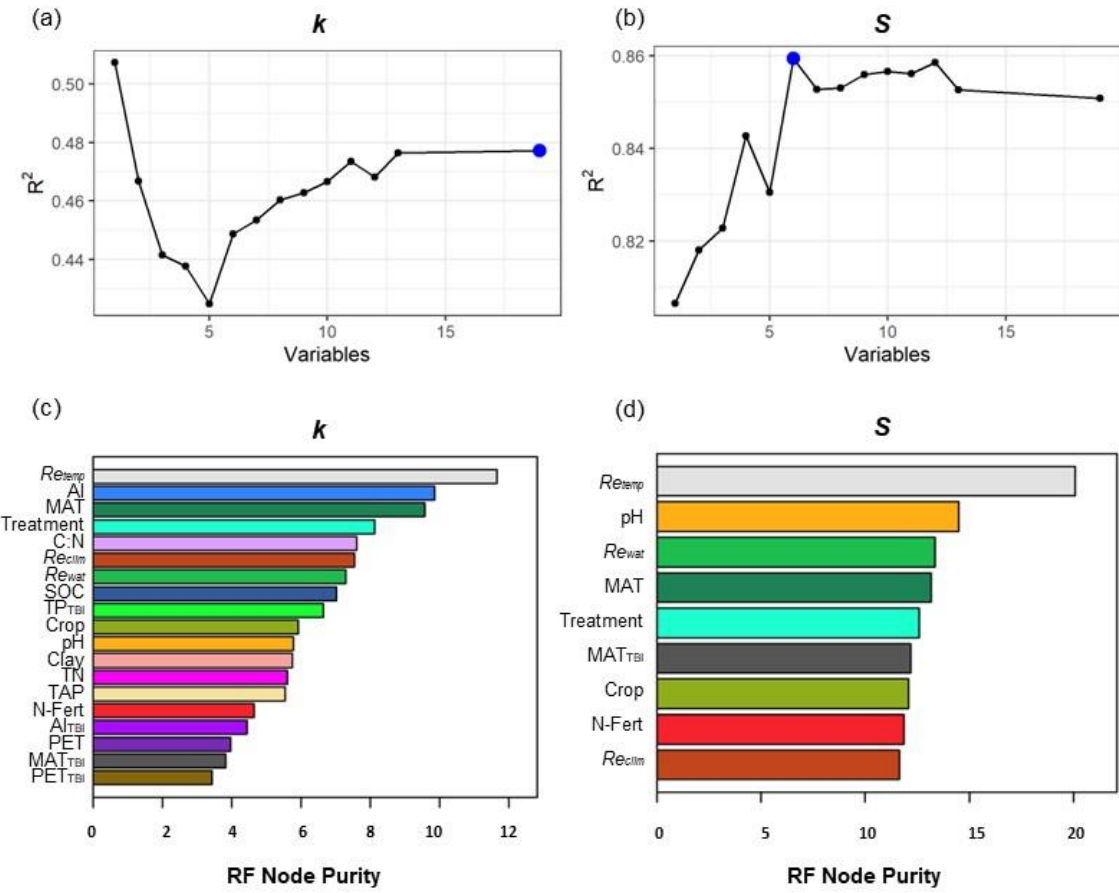 (a)
k
R2
0.50
0.48
0.46
0.44
5
10
15
Variables
(b)
S
R2
0.86
0.84
0.82
5
10
15
Variables
(c)
k
Retemp
AI
MAT
Treatment
C:N
Reclim
Rewat
SOC
TPTBI
Crop
pH
Clay
TN
TAP
N-Fert
AITBI
PET
MATTBI
PETTBI
0 2 4 6 8 10 12
RF Node Purity
(d)
S
Retemp
pH
Rewat
MAT
Treatment
MATTBI
Crop
N-Fert
Reclim
0 5 10 15 20
RF Node Purity